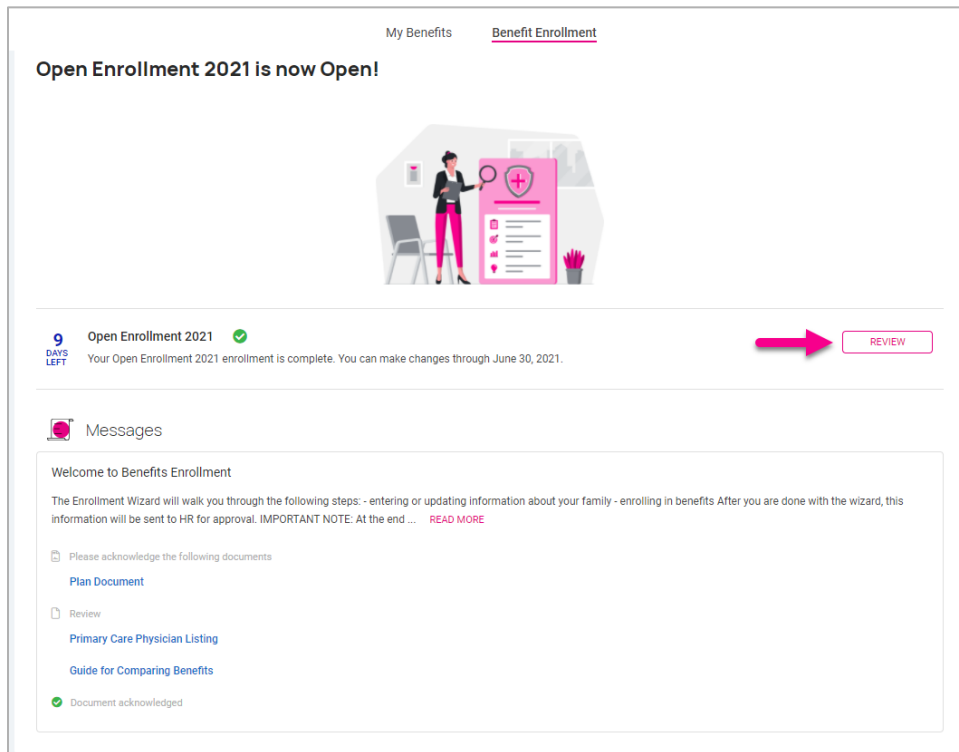 My Benefits Benefit Enrollment
Open Enrollment 2021 is now Open!
9
DAYS
LEFT
Open Enrollment 2021
Your Open Enrollment 2021 enrollment is complete. You can make changes through June 30, 2021.
REVIEW
Messages
Welcome to Benefits Enrollment
The Enrollment Wizard will walk you through the following steps: - entering or updating information about your family - enrolling in benefits After you are done with the wizard, this
information will be sent to HR for approval. IMPORTANT NOTE: At the end ... READ MORE
Please acknowledge the following documents
Plan Document
Review
Primary Care Physician Listing
Guide for Comparing Benefits
Document acknowledged